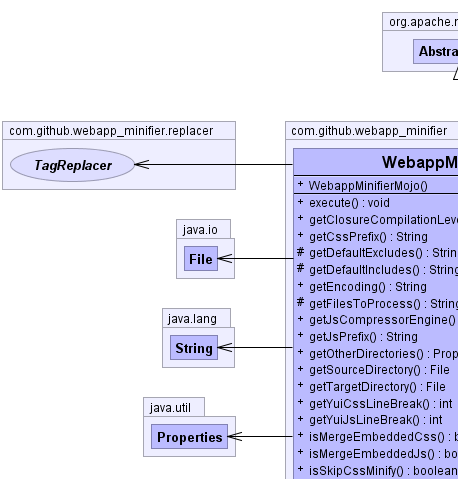 org.apache.
Abstra
com.github.webapp_minifier.replacer
TagReplacer
com.github.webapp_minifier
WebappM
+ WebappMinifierMojo()
+ execute() : void
+ getClosureCompilationLeve
+ getCssPrefix() : String
# getDefaultExcludes() : Strin
# getDefaultIncludes() : String
+ getEncoding() : String
# getFilesToProcess() : String
+ getJsCompressorEngine()
+ getJsPrefix() : String
+ getOtherDirectories() : Prop
+ getSourceDirectory() : File
+ getTargetDirectory() : File
+ getYuiCssLineBreak() : int
+ getYuiJsLineBreak() : int
+ isMergeEmbeddedCss() : b
+ isMergeEmbeddedJs() : bo
+ isSkipCssMinify() : boolean
java.io
File
java.lang
String
java.util
Properties